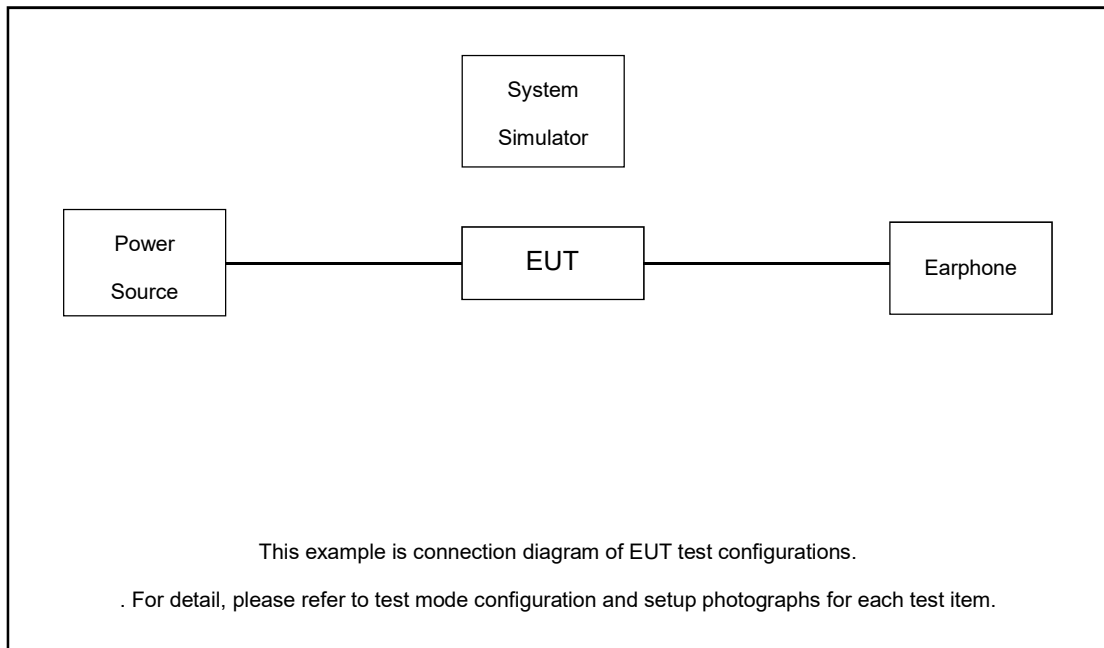 System
Simulator
Power
Source
EUT
Earphone
This example is connection diagram of EUT test configurations.
. For detail, please refer to test mode configuration and setup photographs for each test item.